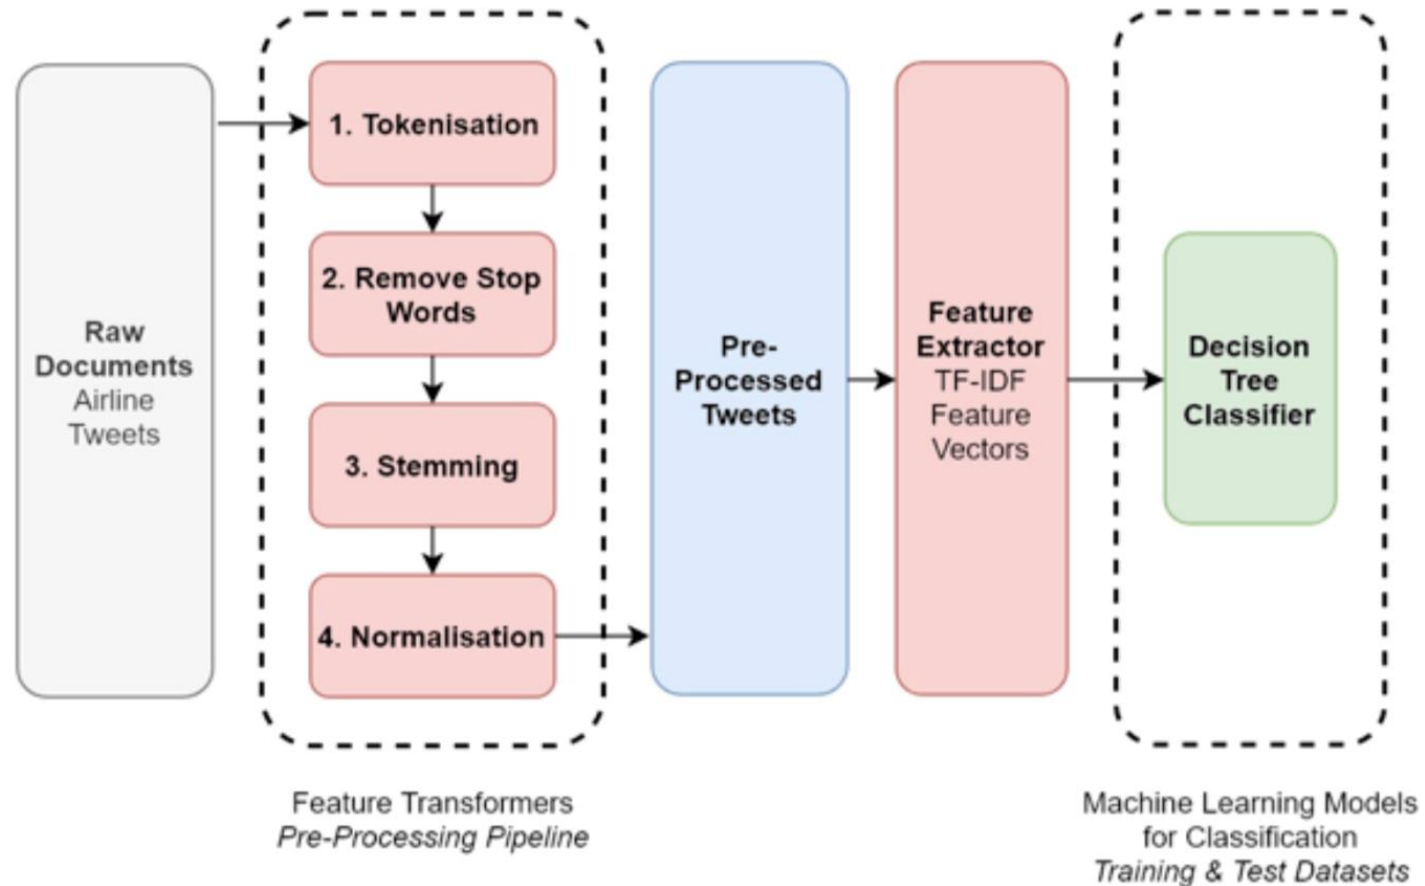 Raw
Documents
Airline
Tweets
1. Tokenisation
2. Remove Stop
Words
3. Stemming
4. Normalisation
Feature Transformers
Pre-Processing Pipeline
Pre-
Processed
Tweets
Feature
Extractor
TF-IDF
Feature
Vectors
Decision
Tree
Classifier
Machine Learning Models
for Classification
Training & Test Datasets